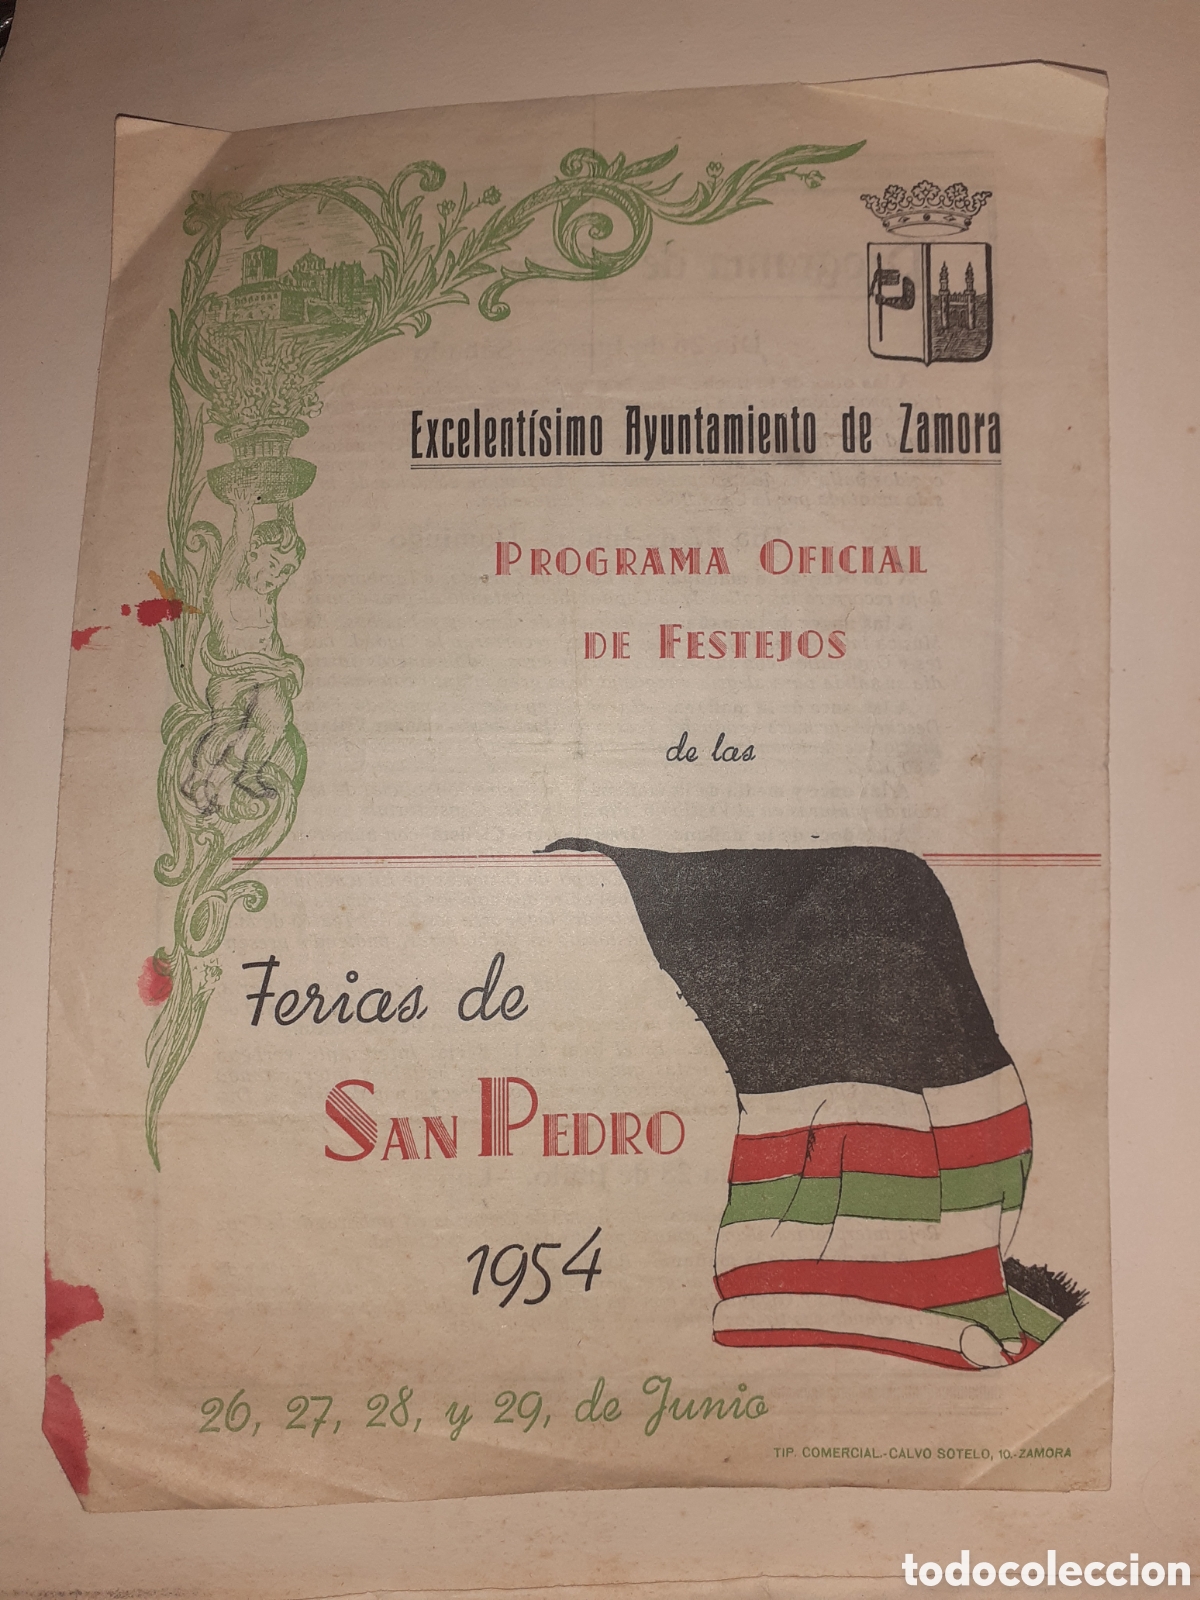 Excelentísimo Ayuntamiento de Zamora
PROGRAMA OFICIAL
DE FESTEJOS
de las
Ferias de
SAN PEDRO
1954
26, 27, 28, y 29, de Junio
TIP. COMERCIAL.-CALVO SOTELO, 10.-ZAMORA
todocoleccion